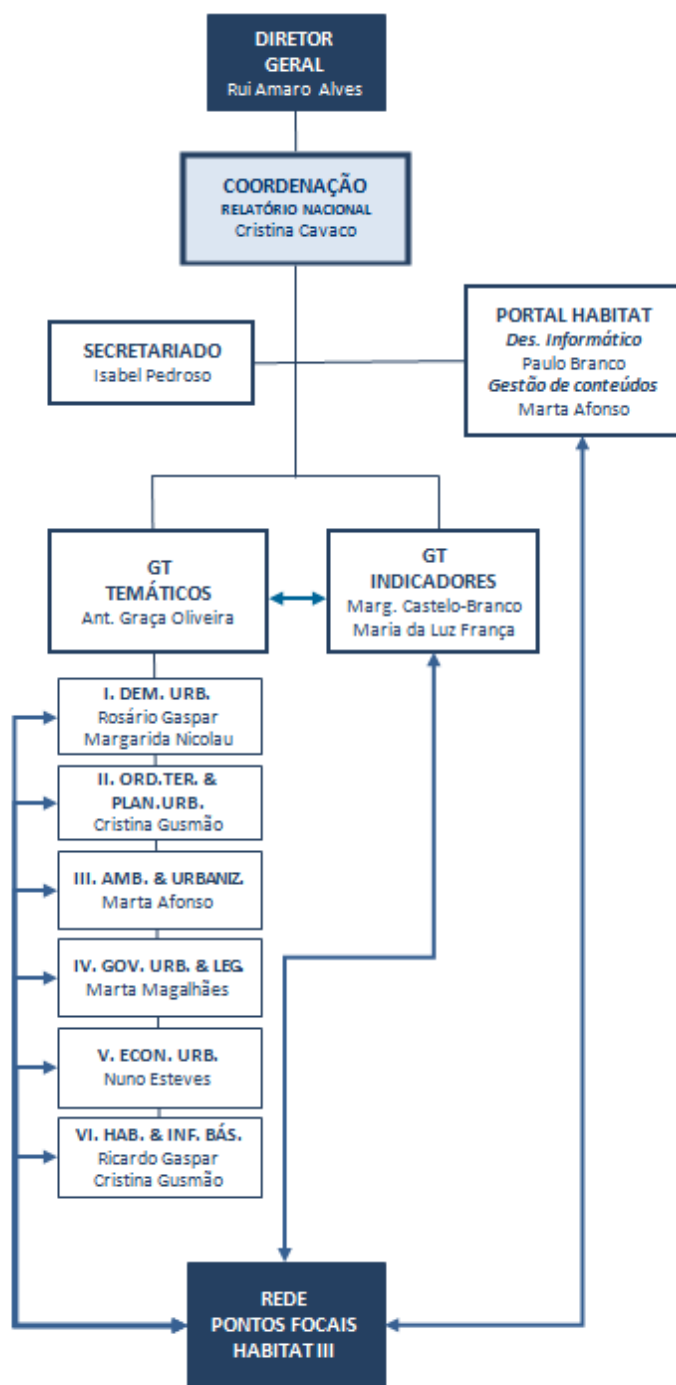 DIRETOR
GERAL
Rui Amaro Alves
COORDENAÇÃO
RELATÓRIO NACIONAL
Cristina Cavaco
SECRETARIADO
Isabel Pedroso
PORTAL HABITAT
Des. Informático
Paulo Branco
Gestão de conteúdos
Marta Afonso
GT
TEMÁTICOS
Ant. Graça Oliveira
GT
INDICADORES
Marg. Castelo-Branco
Maria da Luz França
I. DEM. URB.
Rosário Gaspar
Margarida Nicolau
II. ORD.TER. &
PLAN.URB.
Cristina Gusmão
III. AMB. & URBANIZ.
Marta Afonso
IV. GOV. URB. & LEG.
Marta Magalhães
V. ECON. URB.
Nuno Esteves
VI. HAB. & INF. BÁS.
Ricardo Gaspar
Cristina Gusmão
REDE
PONTOS FOCAIS
HABITAT III